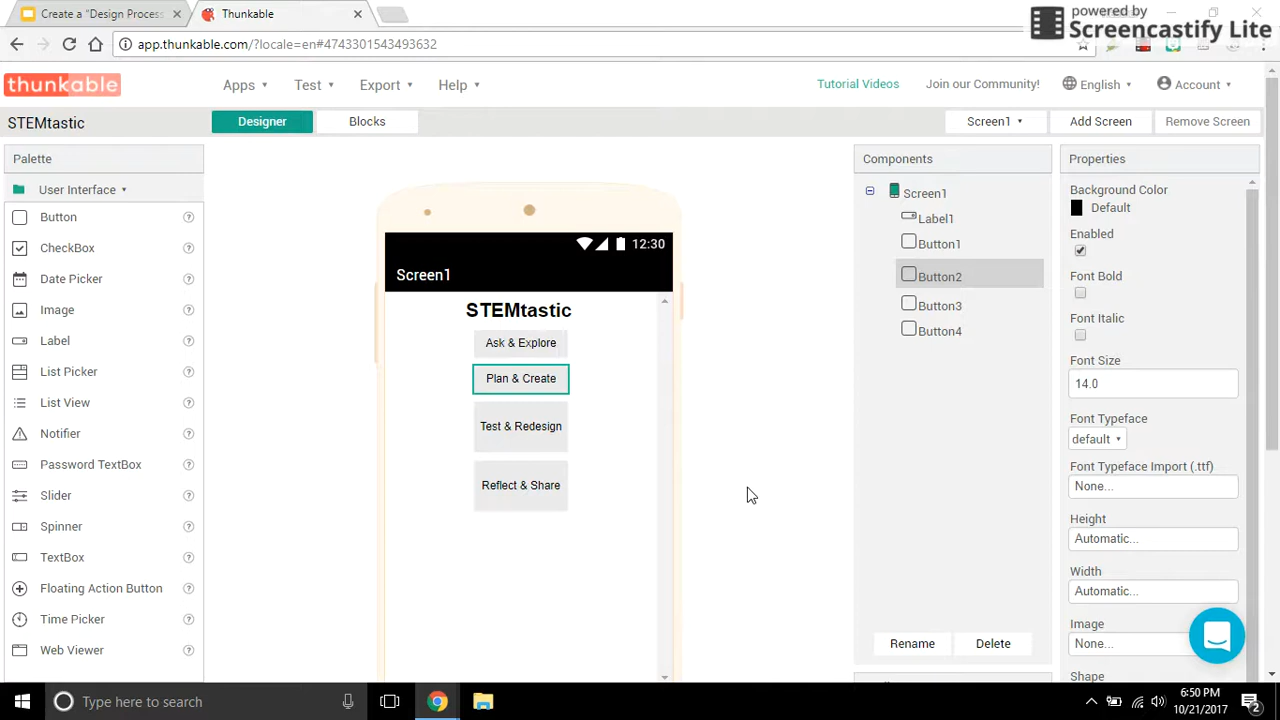 Create a "Design Process
Thunkable
powered by
Screencastify Lite
app.thunkable.com/?locale=en#4743301543493632
thunkable
Apps
Test
Export
Help
Tutorial Videos
Join our Community!
English
Account
STEMtastic
Designer
Blocks
Screen1
Add Screen
Remove Screen
Palette
User Interface
Button
CheckBox
Date Picker
Image
Label
List Picker
List View
Notifier
Password TextBox
Slider
Spinner
TextBox
Floating Action Button
Time Picker
Web Viewer
12:30
Screen1
STEMtastic
Ask & Explore
Plan & Create
Test & Redesign
Reflect & Share
Components
Screen1
Label1
Button1
Button2
Button3
Button4
Rename
Delete
Properties
Background Color
Default
Enabled
Font Bold
Font Italic
Font Size
14.0
Font Typeface
default
Font Typeface Import (.ttf)
None...
Height
Automatic...
Width
Automatic...
Image
None...
Shape
Type here to search
6:50 PM
10/21/2017
2